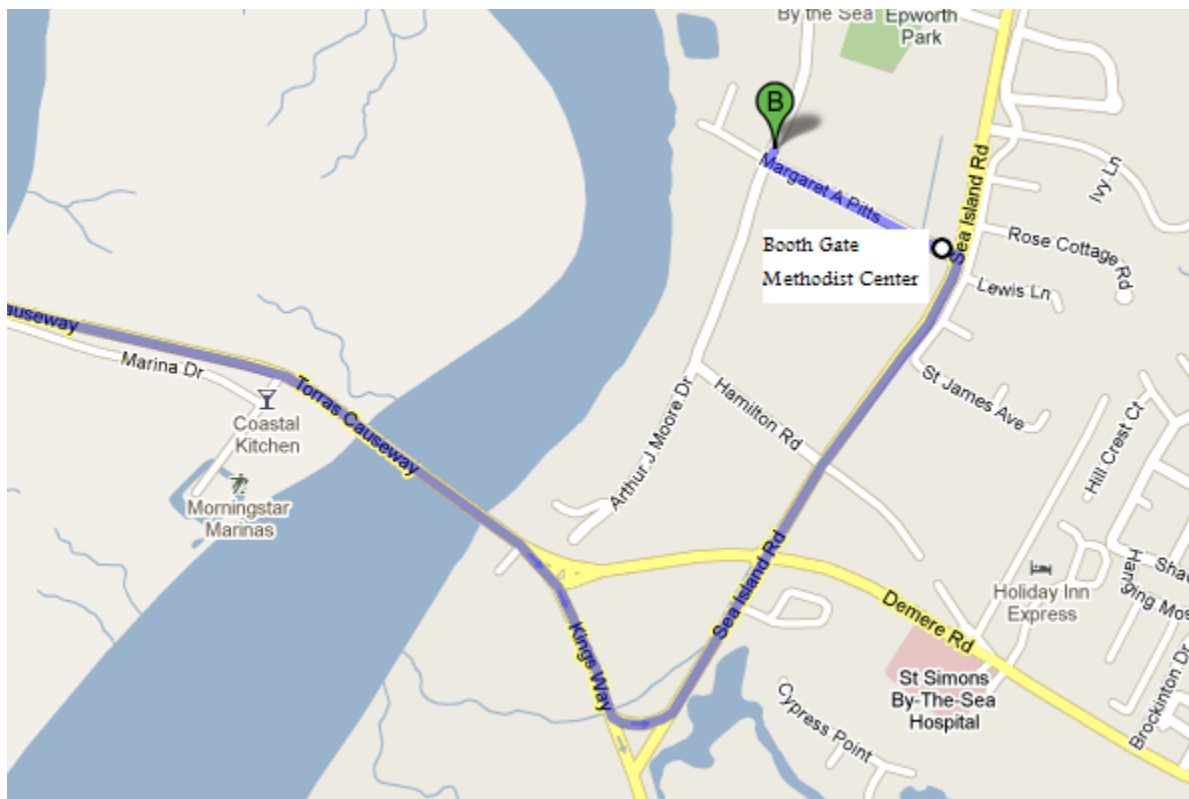 By the Sea
Epworth
Park
B
Margaret A Pitts
Sea Island Rd
Ivy Ln
Rose Cottage Rd
Booth Gate
Methodist Center
Lewis Ln
auseway
Marina Dr
Torras Causeway
Coastal
Kitchen
St James Ave
Hamilton Rd
Arthur J Moore Dr
Hill Crest Ct
Morningstar
Marinas
Sea Island Rd
Demere Rd
Holiday Inn
Express
Kings Way
St Simons
By-The-Sea
Hospital
Cypress Point
Brockinton Dr